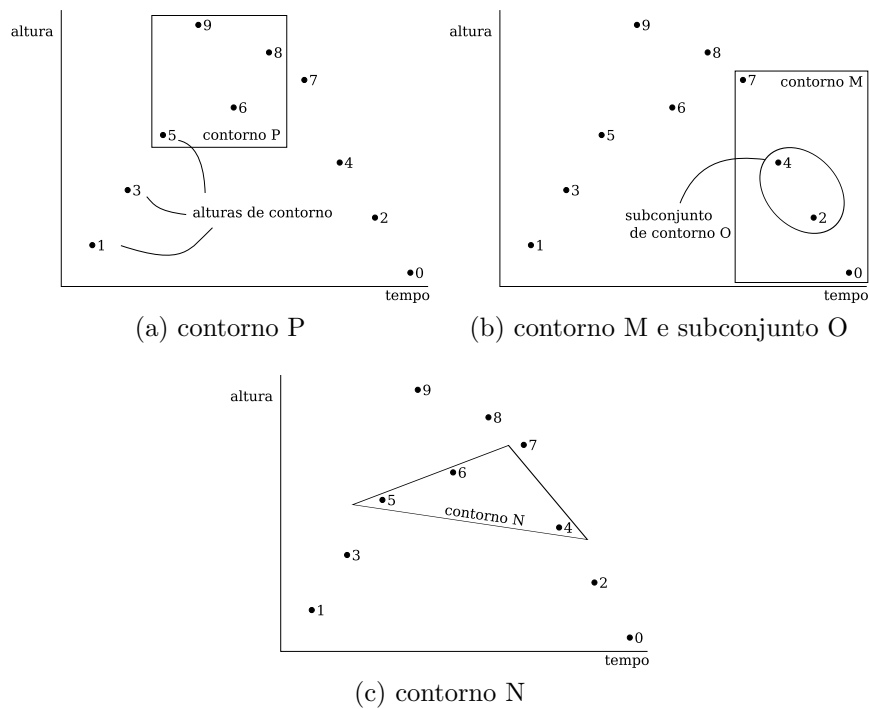 altura
9
8
7
6
5
contorno P
4
3
alturas de contorno
2
1
0
tempo
(a) contorno P
altura
9
8
7
contorno M
6
5
4
3
subconjunto
de contorno O
2
1
0
tempo
(b) contorno M e subconjunto O
altura
9
8
7
6
5
contorno N
4
3
2
1
0
tempo
(c) contorno N